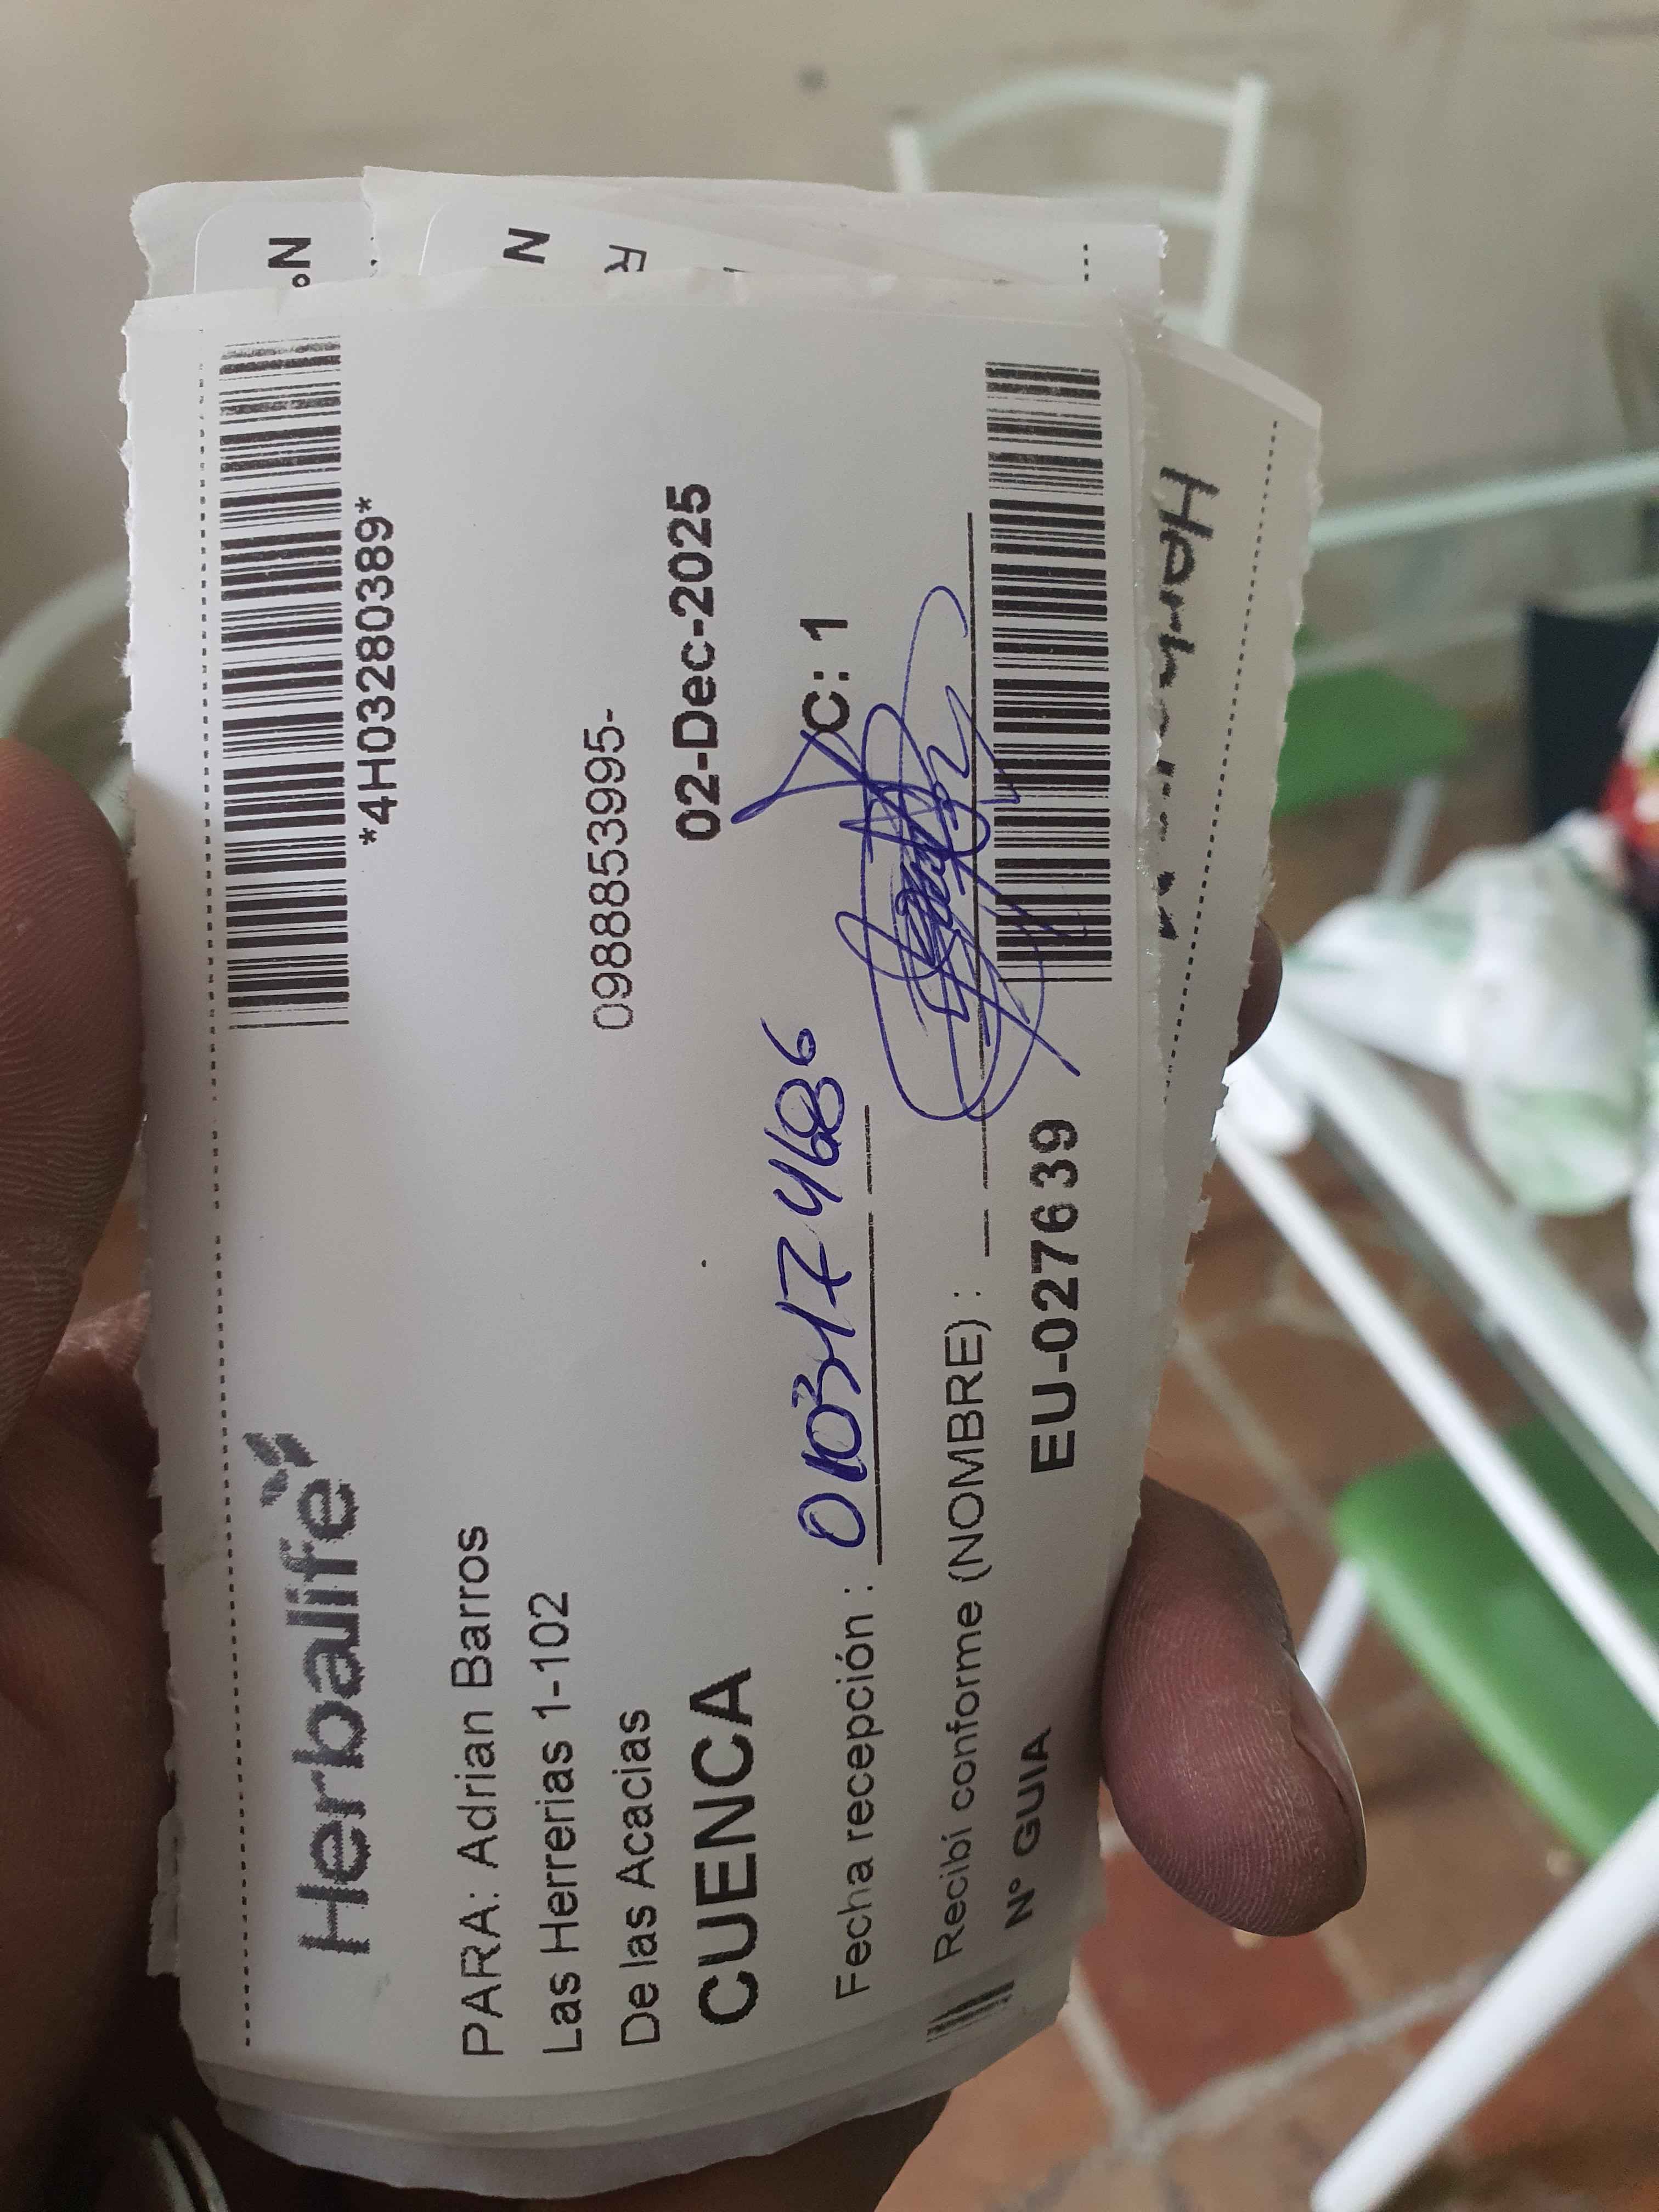 Herbalife
*4H03280389*
PARA: Adrian Barros
Las Herrerias 1-102
De las Acacias
0988853995-
CUENCA
02-Dec-2025
Fecha recepción : 0103174686
C: 1
Recibí conforme (NOMBRE) :
N° GUIA
EU-027639
N°
N
R